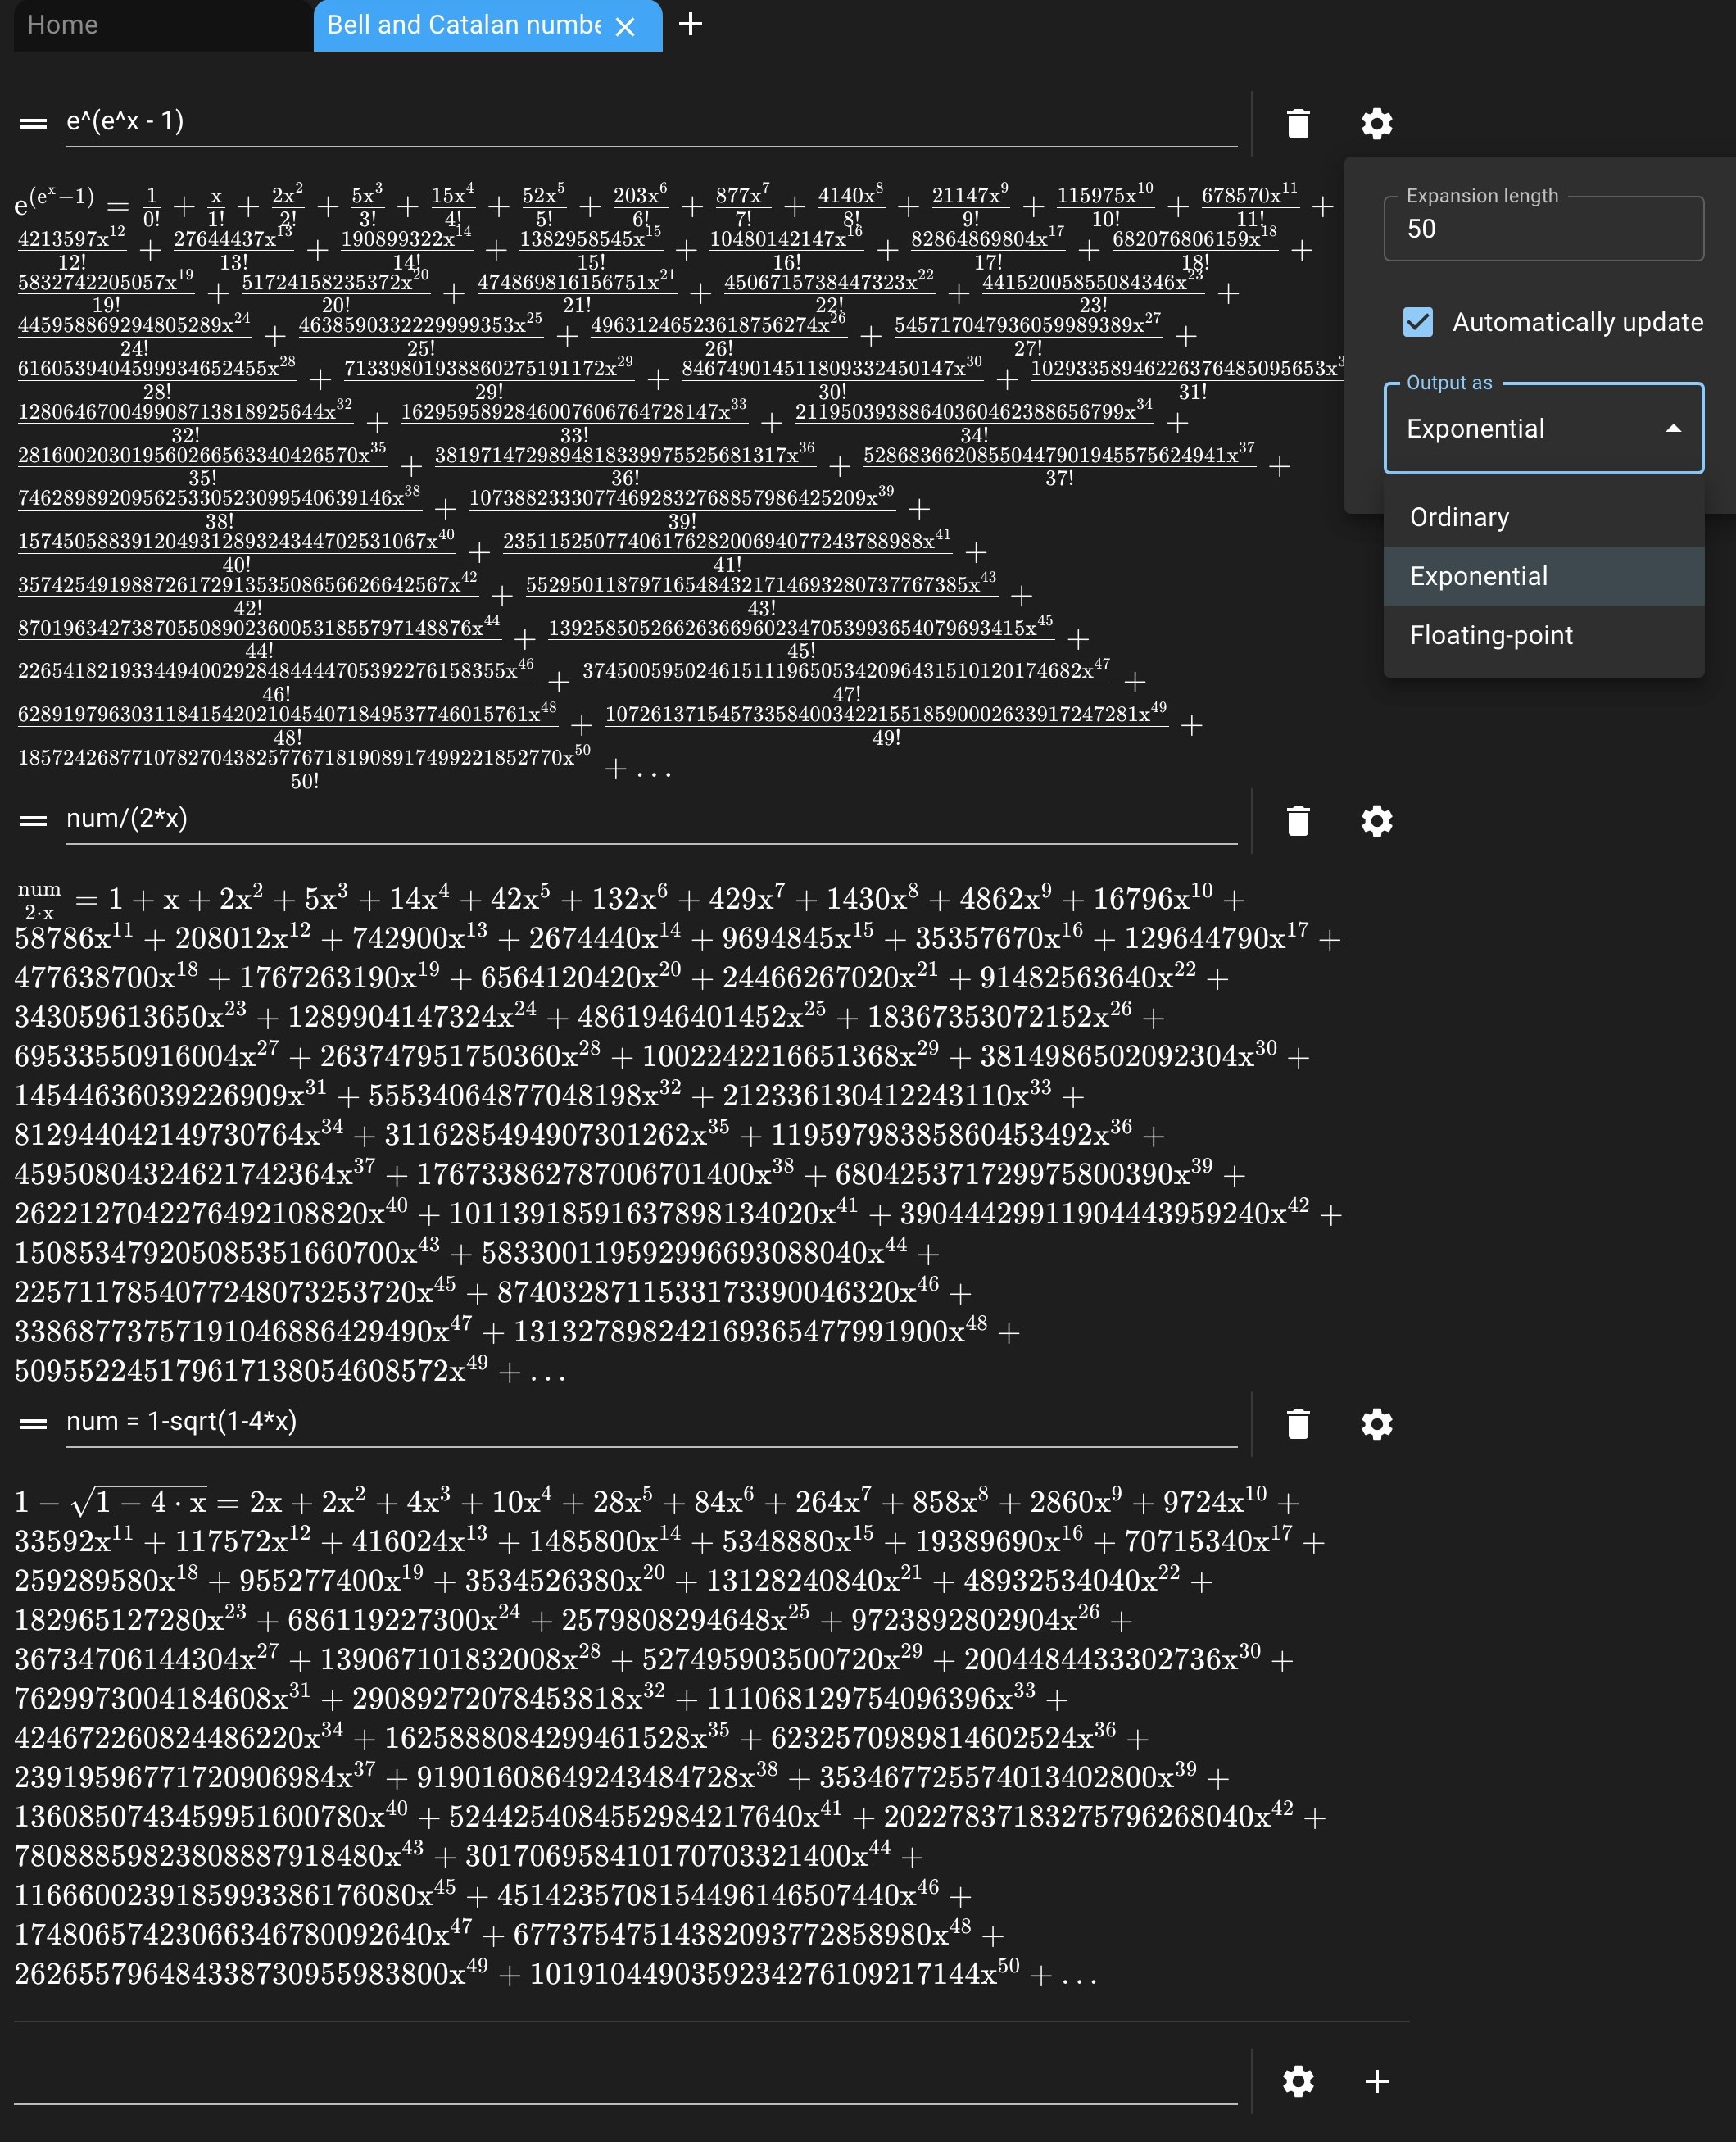 Home
Bell and Catalan numbe
e^(e^x - 1)
e^{(e^x−1)} = \frac{1}{0!} + \frac{x}{1!} + \frac{2x^2}{2!} + \frac{5x^3}{3!} + \frac{15x^4}{4!} + \frac{52x^5}{5!} + \frac{203x^6}{6!} + \frac{877x^7}{7!} + \frac{4140x^8}{8!} + \frac{21147x^9}{9!} + \frac{115975x^{10}}{10!} + \frac{678570x^{11}}{11!} +
\frac{4213597x^{12}}{12!} + \frac{27644437x^{13}}{13!} + \frac{190899322x^{14}}{14!} + \frac{1382958545x^{15}}{15!} + \frac{10480142147x^{16}}{16!} + \frac{82864869804x^{17}}{17!} + \frac{682076806159x^{18}}{18!} +
\frac{5832742205057x^{19}}{19!} + \frac{51724158235372x^{20}}{20!} + \frac{474869816156751x^{21}}{21!} + \frac{4506715738447323x^{22}}{22!} + \frac{44152005855084346x^{23}}{23!} +
\frac{445958869294805289x^{24}}{24!} + \frac{4638590332229999353x^{25}}{25!} + \frac{49631246523618756274x^{26}}{26!} + \frac{545717047936059989389x^{27}}{27!} +
\frac{6160539404599934652455x^{28}}{28!} + \frac{71339801938860275191172x^{29}}{29!} + \frac{846749014511809332450147x^{30}}{30!} + \frac{10293358946226376485095653x^3}{31!}
\frac{128064670049908713818925644x^{32}}{32!} + \frac{1629595892846007606764728147x^{33}}{33!} + \frac{21195039388640360462388656799x^{34}}{34!} +
\frac{281600203019560266563340426570x^{35}}{35!} + \frac{3819714729894818339975525681317x^{36}}{36!} + \frac{52868366208550447901945575624941x^{37}}{37!} +
\frac{746289892095625330523099540639146x^{38}}{38!} + \frac{10738823330774692832768857986425209x^{39}}{39!} +
\frac{157450588391204931289324344702531067x^{40}}{40!} + \frac{2351152507740617628200694077243788988x^{41}}{41!} +
\frac{35742549198872617291353508656626642567x^{42}}{42!} + \frac{552950118797165484321714693280737767385x^{43}}{43!} +
\frac{8701963427387055089023600531855797148876x^{44}}{44!} + \frac{139258505266263669602347053993654079693415x^{45}}{45!} +
\frac{2265418219334494002928484444705392276158355x^{46}}{46!} + \frac{37450059502461511196505342096431510120174682x^{47}}{47!} +
\frac{628919796303118415420210454071849537746015761x^{48}}{48!} + \frac{10726137154573358400342215518590002633917247281x^{49}}{49!} +
\frac{185724268771078270438257767181908917499221852770x^{50}}{50!} + …
Expansion length
50
Automatically update
Output as
Exponential
Ordinary
Exponential
Floating-point
num/(2*x)
\frac{num}{2·x} = 1 + x + 2x^2 + 5x^3 + 14x^4 + 42x^5 + 132x^6 + 429x^7 + 1430x^8 + 4862x^9 + 16796x^{10} +
58786x^{11} + 208012x^{12} + 742900x^{13} + 2674440x^{14} + 9694845x^{15} + 35357670x^{16} + 129644790x^{17} +
477638700x^{18} + 1767263190x^{19} + 6564120420x^{20} + 24466267020x^{21} + 91482563640x^{22} +
343059613650x^{23} + 1289904147324x^{24} + 4861946401452x^{25} + 18367353072152x^{26} +
69533550916004x^{27} + 263747951750360x^{28} + 1002242216651368x^{29} + 3814986502092304x^{30} +
14544636039226909x^{31} + 55534064877048198x^{32} + 212336130412243110x^{33} +
812944042149730764x^{34} + 3116285494907301262x^{35} + 11959798385860453492x^{36} +
45950804324621742364x^{37} + 176733862787006701400x^{38} + 680425371729975800390x^{39} +
2622127042276492108820x^{40} + 10113918591637898134020x^{41} + 39044429911904443959240x^{42} +
150853479205085351660700x^{43} + 583300119592996693088040x^{44} +
2257117854077248073253720x^{45} + 8740328711533173390046320x^{46} +
33868773757191046886429490x^{47} + 131327898242169365477991900x^{48} +
509552245179617138054608572x^{49} + …
num = 1-sqrt(1-4*x)
1 − √(1 − 4 · x) = 2x + 2x^2 + 4x^3 + 10x^4 + 28x^5 + 84x^6 + 264x^7 + 858x^8 + 2860x^9 + 9724x^{10} +
33592x^{11} + 117572x^{12} + 416024x^{13} + 1485800x^{14} + 5348880x^{15} + 19389690x^{16} + 70715340x^{17} +
259289580x^{18} + 955277400x^{19} + 3534526380x^{20} + 13128240840x^{21} + 48932534040x^{22} +
182965127280x^{23} + 686119227300x^{24} + 2579808294648x^{25} + 9723892802904x^{26} +
36734706144304x^{27} + 139067101832008x^{28} + 527495903500720x^{29} + 2004484433302736x^{30} +
7629973004184608x^{31} + 29089272078453818x^{32} + 111068129754096396x^{33} +
424672260824486220x^{34} + 1625888084299461528x^{35} + 6232570989814602524x^{36} +
23919596771720906984x^{37} + 91901608649243484728x^{38} + 353467725574013402800x^{39} +
1360850743459951600780x^{40} + 5244254084552984217640x^{41} + 20227837183275796268040x^{42} +
78088859823808887918480x^{43} + 301706958410170703321400x^{44} +
1166600239185993386176080x^{45} + 4514235708154496146507440x^{46} +
17480657423066346780092640x^{47} + 67737547514382093772858980x^{48} +
262655796484338730955983800x^{49} + 1019104490359234276109217144x^{50} + …